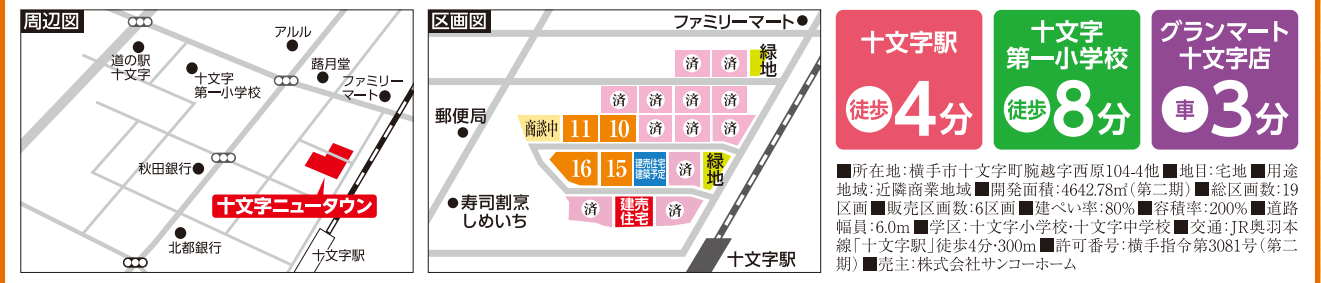 周辺図
アルル
道の駅
十文字
十文字
第一小学校
蕗月堂
ファミリー
マート
秋田銀行
十文字ニュータウン
北都銀行
十文字駅
区画図
ファミリーマート
済 済 緑地
済 済 済 済
郵便局
商談中 11 10 済 済 済
16 15 建売住宅
建築予定 済 緑地
寿司割烹
しめいち
済 建売
住宅 済
十文字駅
十文字駅
徒歩4分
十文字
第一小学校
徒歩8分
グランマート
十文字店
車3分
■所在地:横手市十文字町腕越字西原104-4他 ■地目:宅地 ■用途
地域:近隣商業地域 ■開発面積:4642.78㎡(第二期) ■総区画数:19
区画 ■販売区画数:6区画 ■建ぺい率:80% ■容積率:200% ■道路
幅員:6.0m ■学区:十文字小学校・十文字中学校 ■交通:JR奥羽本
線「十文字駅」徒歩4分・300m ■許可番号:横手指令第3081号(第二
期) ■売主:株式会社サンコーホーム